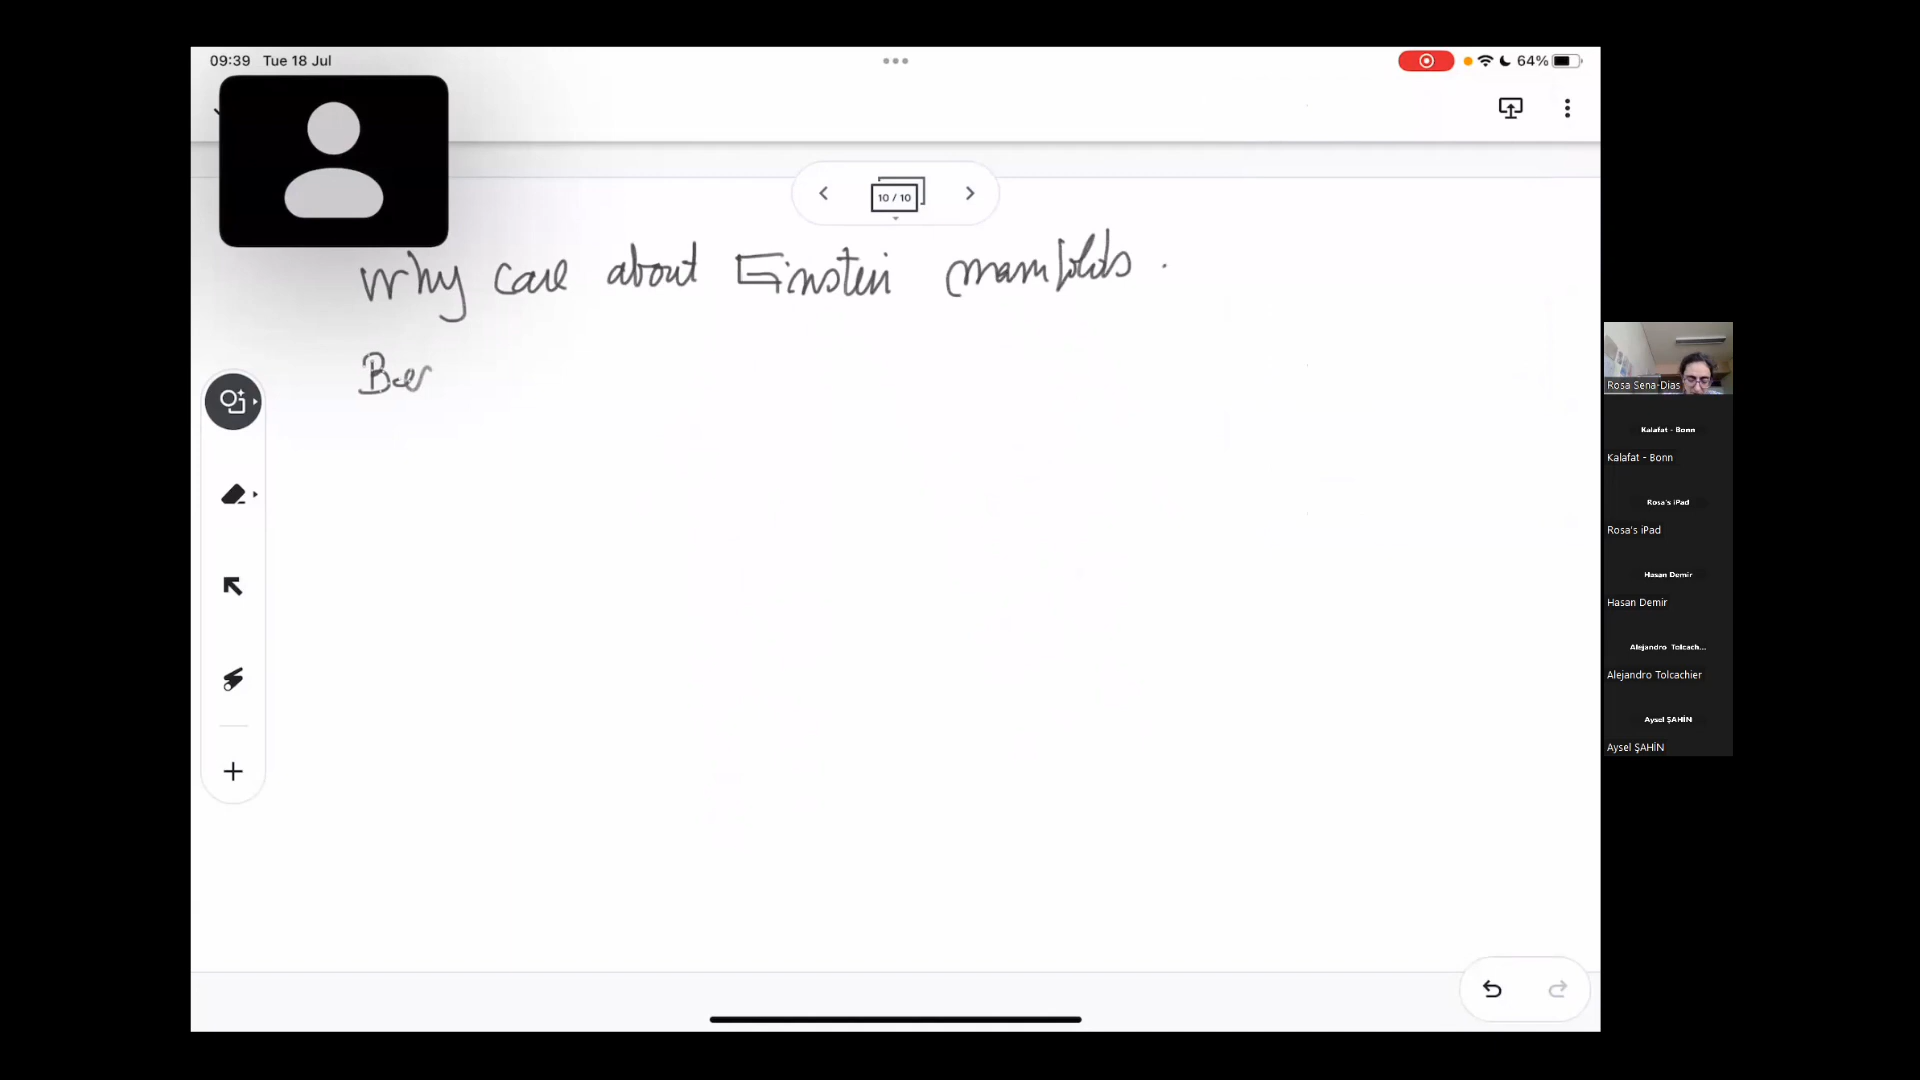 09:39 Tue 18 Jul
64%
10 / 10
Why care about Einstein manifolds.
Ber
Rosa Sena-Dias
Kalafat - Bonn
Kalafat - Bonn
Rosa's iPad
Rosa's iPad
Hasan Demir
Hasan Demir
Alejandro Tolcach...
Alejandro Tolcachier
Aysel ŞAHİN
Aysel ŞAHİN